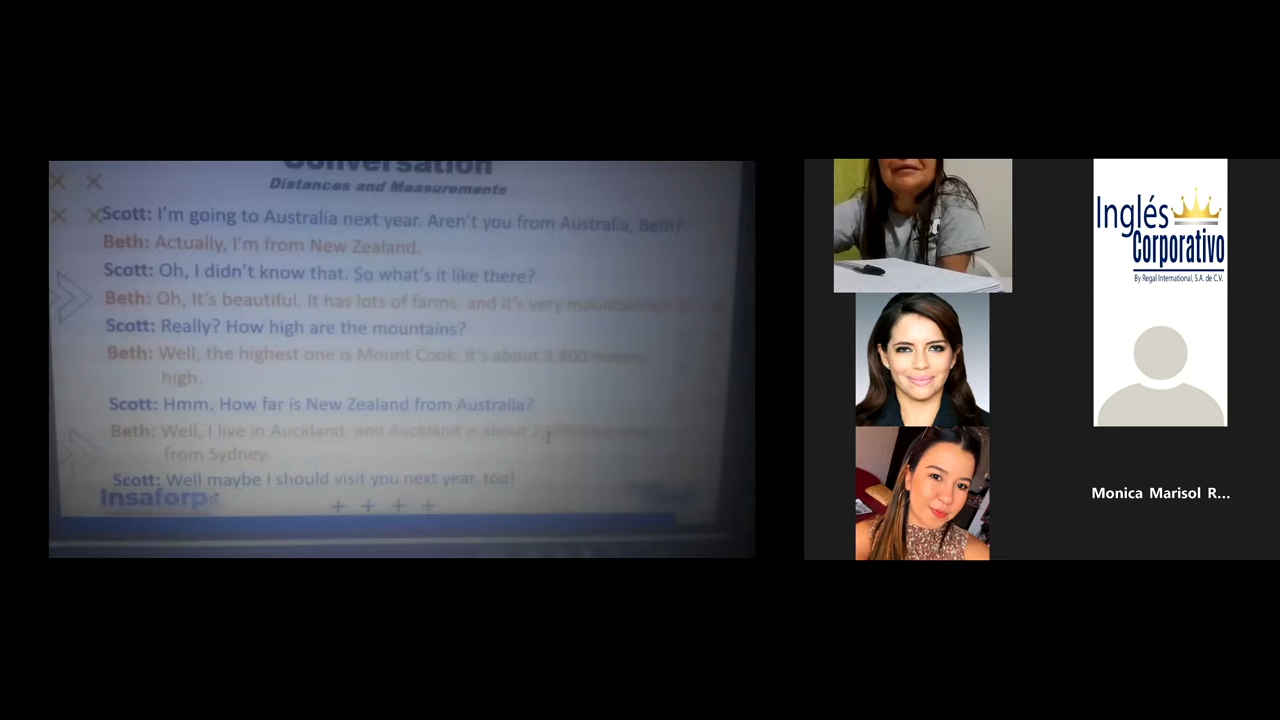 Conversation
Distances and Measurements
Scott: I'm going to Australia next year. Aren't you from Australia, Beth?
Beth: Actually, I'm from New Zealand.
Scott: Oh, I didn't know that. So what's it like there?
Beth: Oh, It's beautiful. It has lots of farms, and it's very mountainous
Scott: Really? How high are the mountains?
Beth: Well, the highest one is Mount Cook. It's about 3,800 meters
high.
Scott: Hmm. How far is New Zealand from Australia?
Beth: Well, I live in Auckland, and Auckland is about
from Sydney.
Scott: Well maybe I should visit you next year, too!
Insaforp
Inglés
Corporativo
By Regal International, S.A. de C.V.
Monica Marisol R...